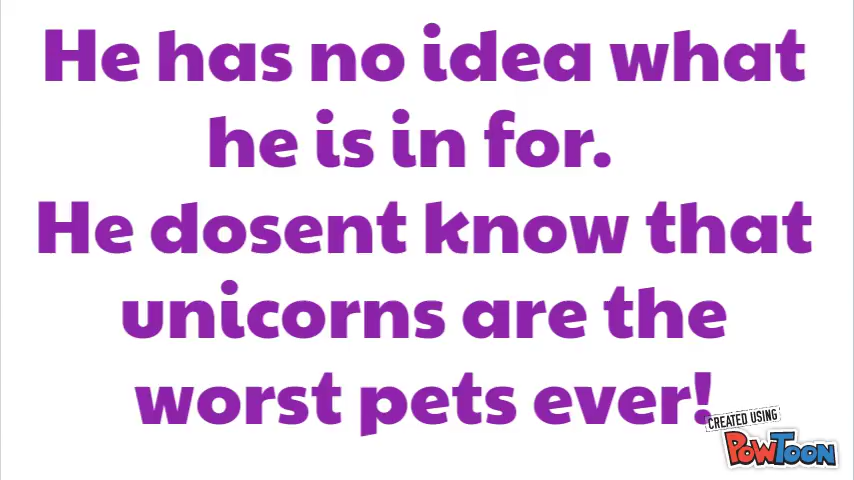 He has no idea what
he is in for.
He dosent know that
unicorns are the
worst pets ever!
CREATED USING
POWTOON